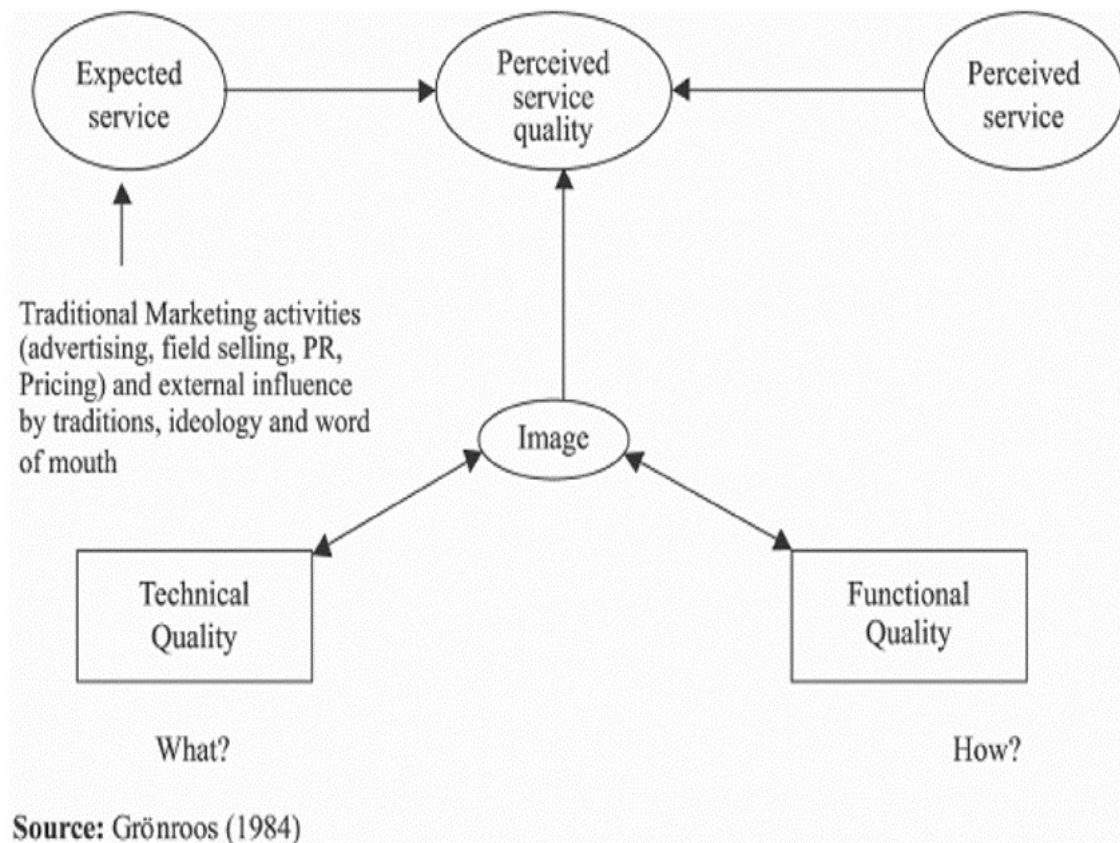 Expected
service
Perceived
service
quality
Perceived
service
Traditional Marketing activities
(advertising, field selling, PR,
Pricing) and external influence
by traditions, ideology and word
of mouth
Image
Technical
Quality
Functional
Quality
What?
How?
Source: Grönroos (1984)